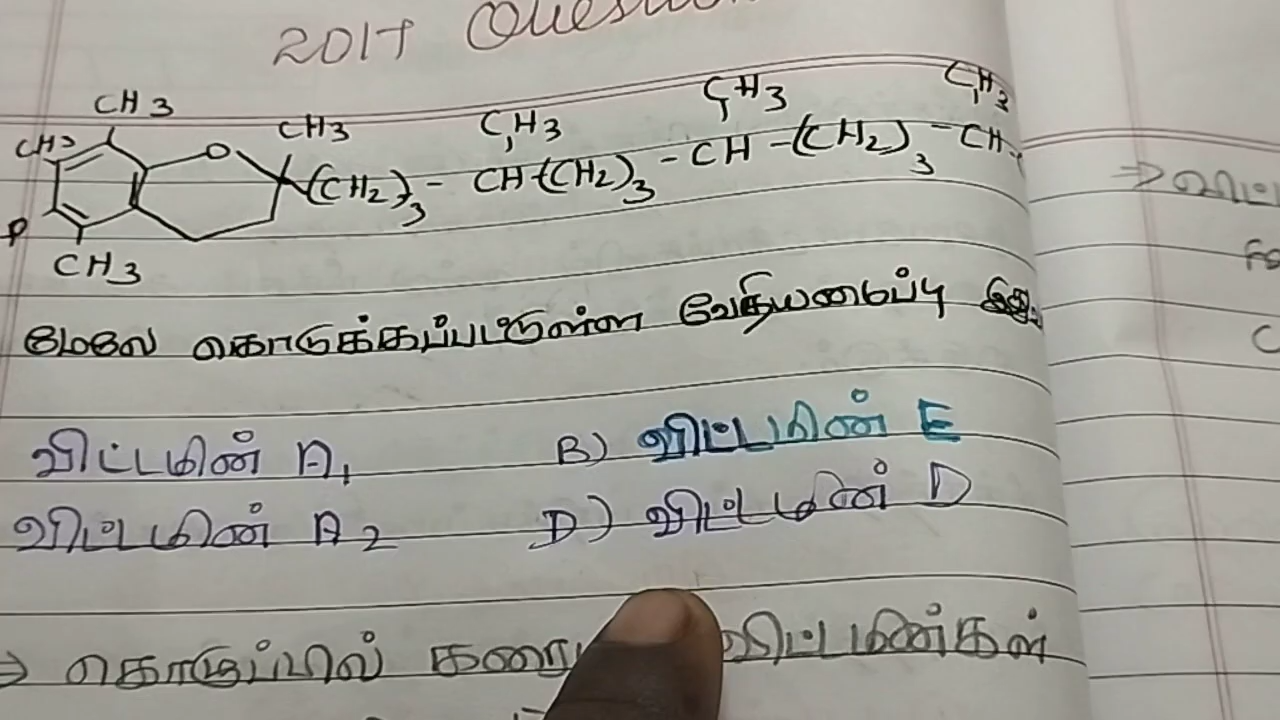 2017 Question
CH3 CH3 CH3 CH3
CH3 O
(CH2)3 - CH-(CH2)3 - CH -(CH2)3 - CH
CH3
CH3
மேலே கொடுக்கப்பட்டுள்ள வேதியமைப்பு
விட்டமின் A1 B) விட்டமின் E
விட்டமின் A2 D) விட்டமின் D
⇒ கொழுப்பில் விட்டமின்கள்